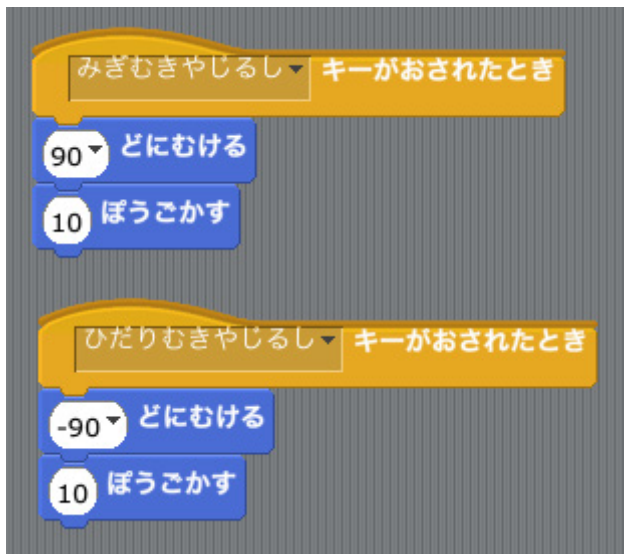 みぎむきやじるし キーがおされたとき
90 どにむける
10 ぽうごかす
ひだりむきやじるし キーがおされたとき
-90 どにむける
10 ぽうごかす